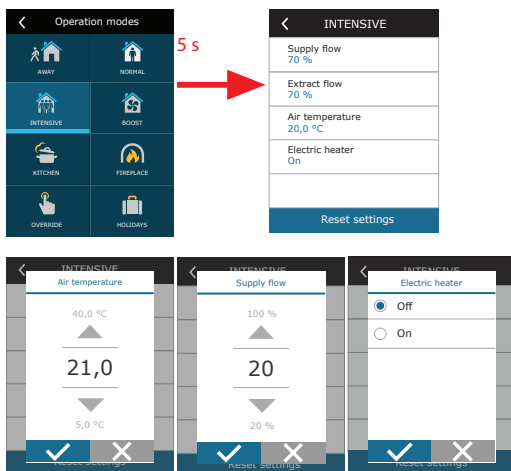 Operation modes
AWAY
NORMAL
INTENSIVE
BOOST
KITCHEN
FIREPLACE
OVERRIDE
HOLIDAYS
5 s
INTENSIVE
Supply flow
70 %
Extract flow
70 %
Air temperature
20,0 °C
Electric heater
On
Reset settings
INTENSIVE
Air temperature
40,0 °C
21,0
5,0 °C
Reset Settings
INTENSIVE
Supply flow
100 %
20
20 %
Reset settings
INTENSIVE
Electric heater
Off
On
Reset settings